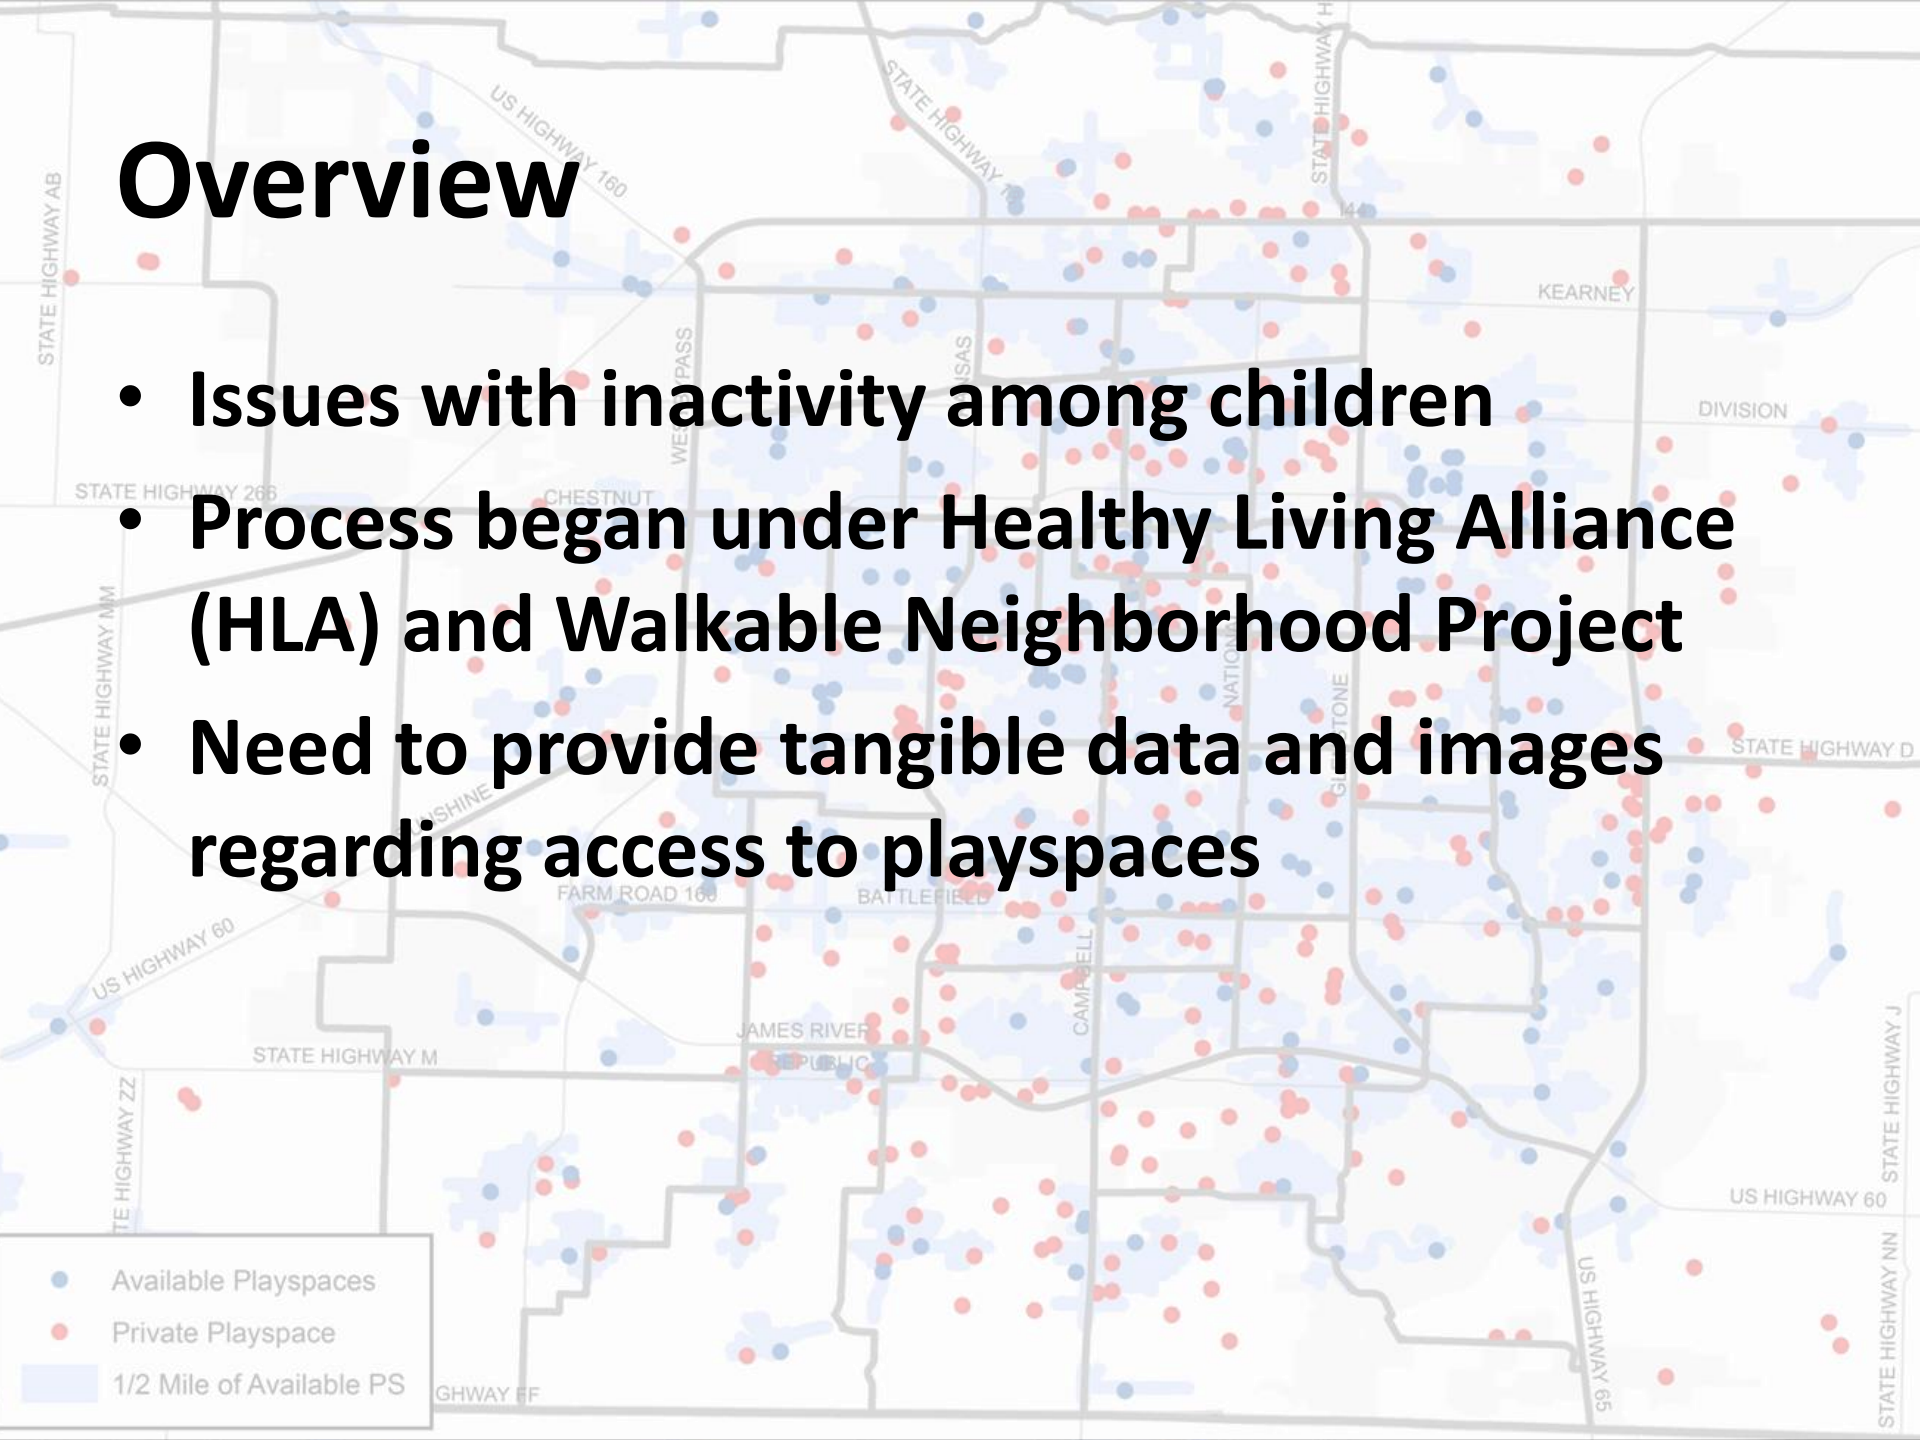 STATE HIGHWAY H
STATE HIGHWAY
US HIGHWAY 160
Overview
STATE HIGHWAY AB
I44
KEARNEY
WEST BYPASS
• Issues with inactivity among children
DIVISION
STATE HIGHWAY 266
CHESTNUT
• Process began under Healthy Living Alliance
(HLA) and Walkable Neighborhood Project
STATE HIGHWAY MM
• Need to provide tangible data and images
STATE HIGHWAY D
regarding access to playspaces
FARM ROAD 160
BATTLEFIELD
US HIGHWAY 60
CAMPBELL
JAMES RIVER
REPUBLIC
STATE HIGHWAY M
STATE HIGHWAY J
US HIGHWAY 60
Available Playspaces
Private Playspace
1/2 Mile of Available PS
GHWAY FF
US HIGHWAY 65
STATE HIGHWAY NN